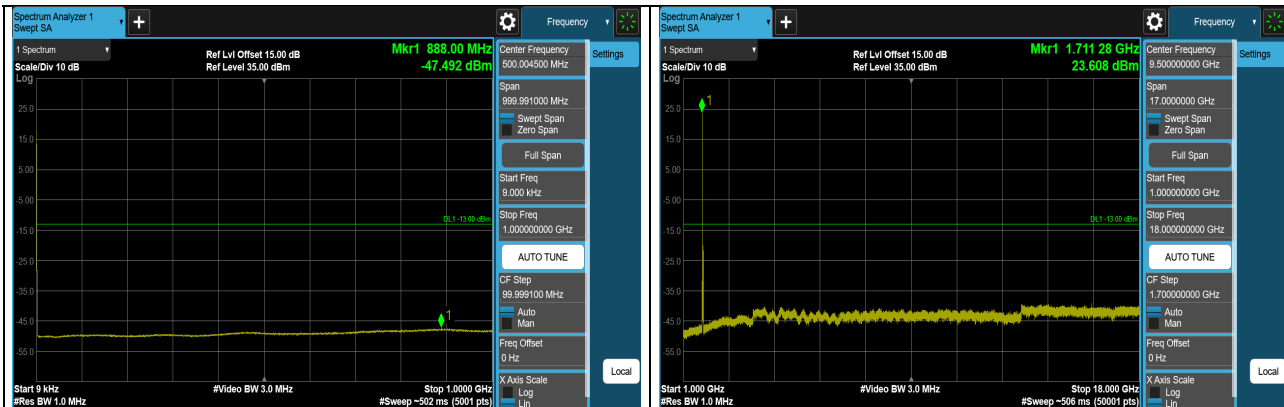 Spectrum Analyzer 1
Swept SA
+
Frequency
1 Spectrum
Scale/Div 10 dB
Log
Ref Lvl Offset 15.00 dB
Ref Level 35.00 dBm
Mkr1 888.00 MHz
-47.492 dBm
1
25.0
15.0
5.00
-5.00
-15.0
-25.0
-35.0
-45.0
-55.0
DL1 -13.00 dBm
Start 9 kHz
#Res BW 1.0 MHz
#Video BW 3.0 MHz
Stop 1.0000 GHz
#Sweep ~502 ms (5001 pts)
Center Frequency
500.004500 MHz
Span
999.991000 MHz
Swept Span
Zero Span
Full Span
Start Freq
9.000 kHz
Stop Freq
1.000000000 GHz
AUTO TUNE
CF Step
99.999100 MHz
Auto
Man
Freq Offset
0 Hz
X Axis Scale
Log
Lin
Settings
Local
Spectrum Analyzer 1
Swept SA
+
Frequency
1 Spectrum
Scale/Div 10 dB
Log
Ref Lvl Offset 15.00 dB
Ref Level 35.00 dBm
Mkr1 1.711 28 GHz
23.608 dBm
1
25.0
15.0
5.00
-5.00
-15.0
-25.0
-35.0
-45.0
-55.0
DL1 -13.00 dBm
Start 1.000 GHz
#Res BW 1.0 MHz
#Video BW 3.0 MHz
Stop 18.000 GHz
#Sweep ~506 ms (50001 pts)
Center Frequency
9.500000000 GHz
Span
17.0000000 GHz
Swept Span
Zero Span
Full Span
Start Freq
1.000000000 GHz
Stop Freq
18.000000000 GHz
AUTO TUNE
CF Step
1.700000000 GHz
Auto
Man
Freq Offset
0 Hz
X Axis Scale
Log
Lin
Settings
Local